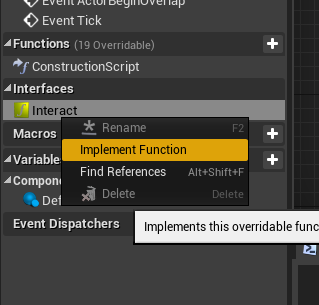 Event ActorBeginOverlap
Event Tick
Functions (19 Overridable)
ConstructionScript
Interfaces
Interact
Rename F2
Macros
Implement Function
Variable
Find References Alt+Shift+F
Compone
Delete Delete
Def
Event Dispatchers
Implements this overridable func